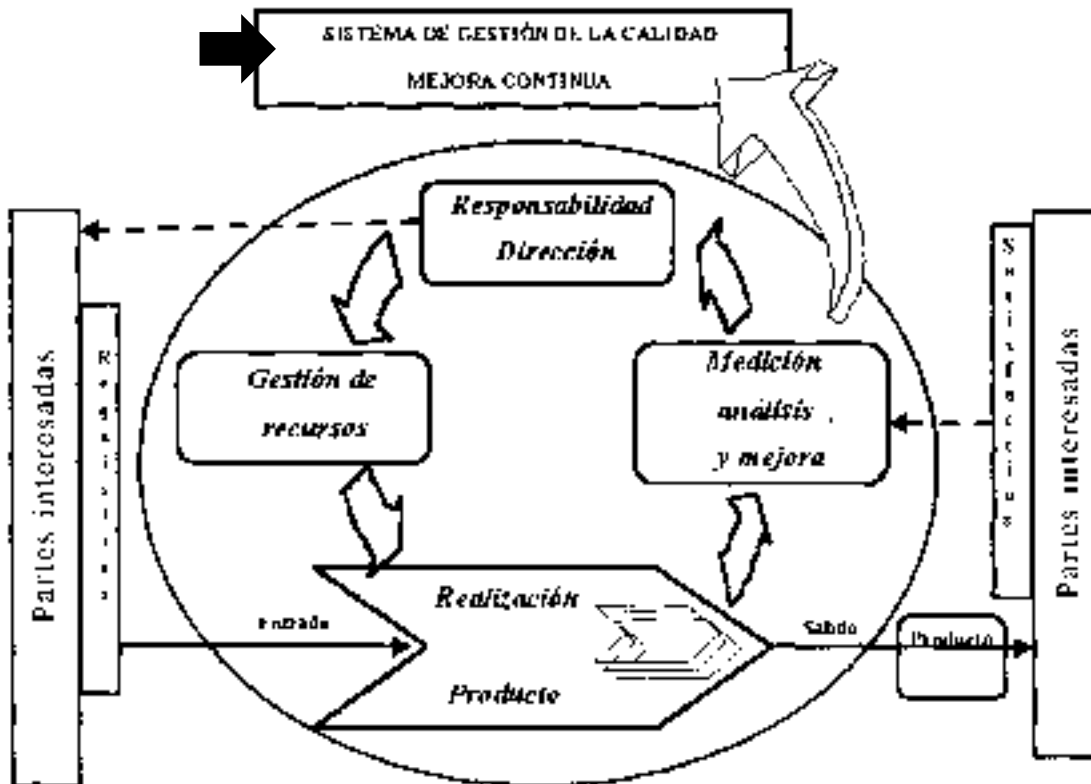 SISTEMA DE GESTIÓN DE LA CALIDAD
MEJORA CONTINUA
Responsabilidad
Dirección
Partes interesadas
Requisitos
Gestión de
recursos
Medición
análisis
y mejora
Partes interesadas
Entrada
Realización
Producto
Salida
Producto